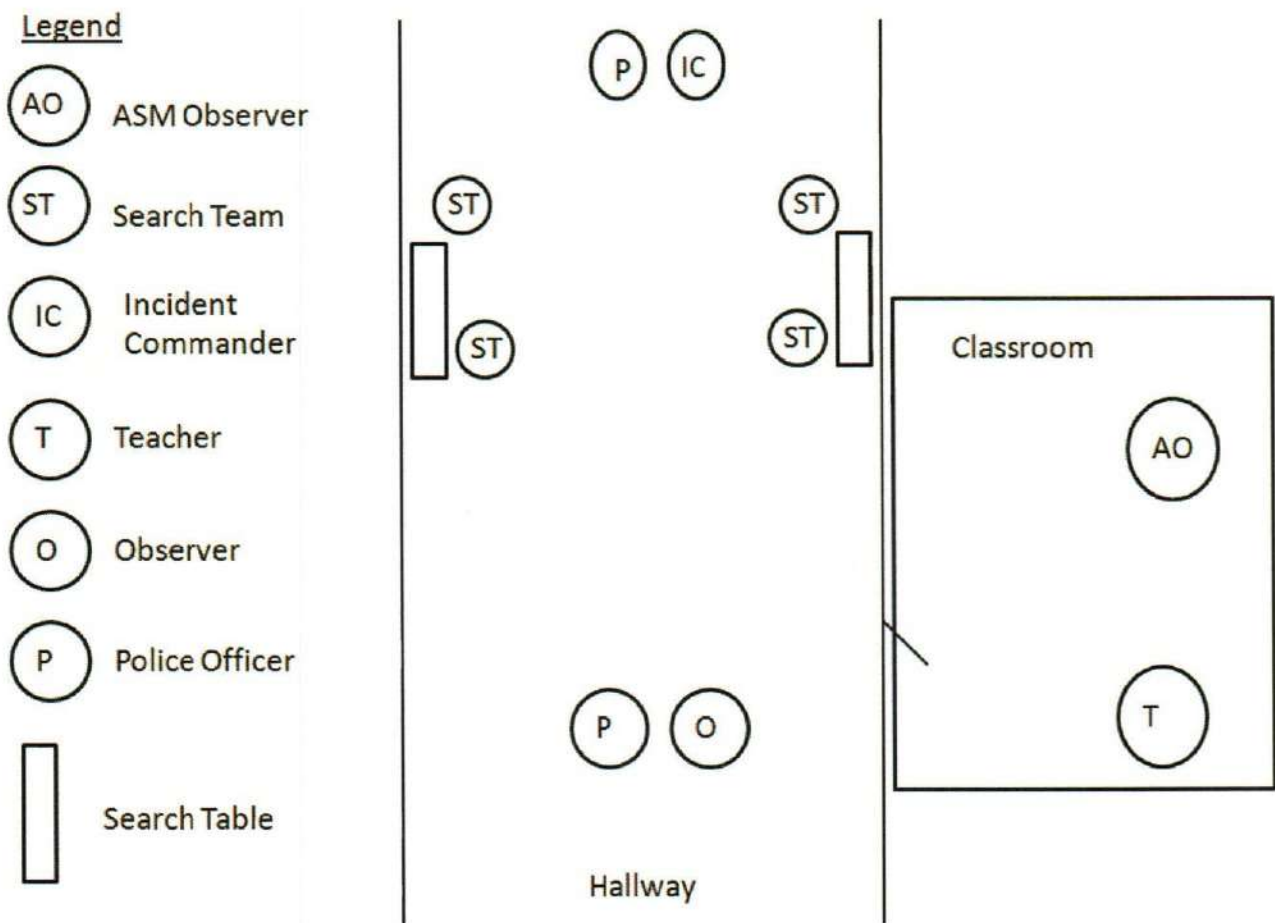 Legend
AO ASM Observer
ST Search Team
IC Incident
Commander
T Teacher
O Observer
P Police Officer
Search Table
P IC
ST ST
ST ST
Classroom
AO
P O T
Hallway